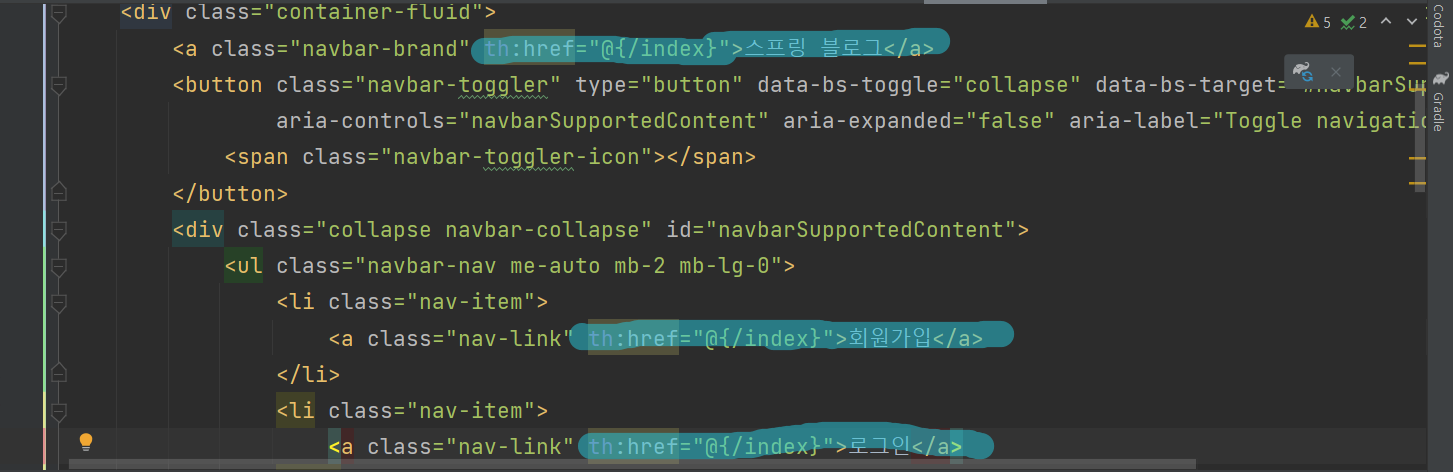 <div class="container-fluid">
5 2
<a class="navbar-brand" th:href="@{/index}">스프링 블로그</a>
<button class="navbar-toggler" type="button" data-bs-toggle="collapse" data-bs-target="#navbarSup
aria-controls="navbarSupportedContent" aria-expanded="false" aria-label="Toggle navigatio
<span class="navbar-toggler-icon"></span>
</button>
<div class="collapse navbar-collapse" id="navbarSupportedContent">
<ul class="navbar-nav me-auto mb-2 mb-lg-0">
<li class="nav-item">
<a class="nav-link" th:href="@{/index}">회원가입</a>
</li>
<li class="nav-item">
<a class="nav-link" th:href="@{/index}">로그인</a>
Codota
Gradle